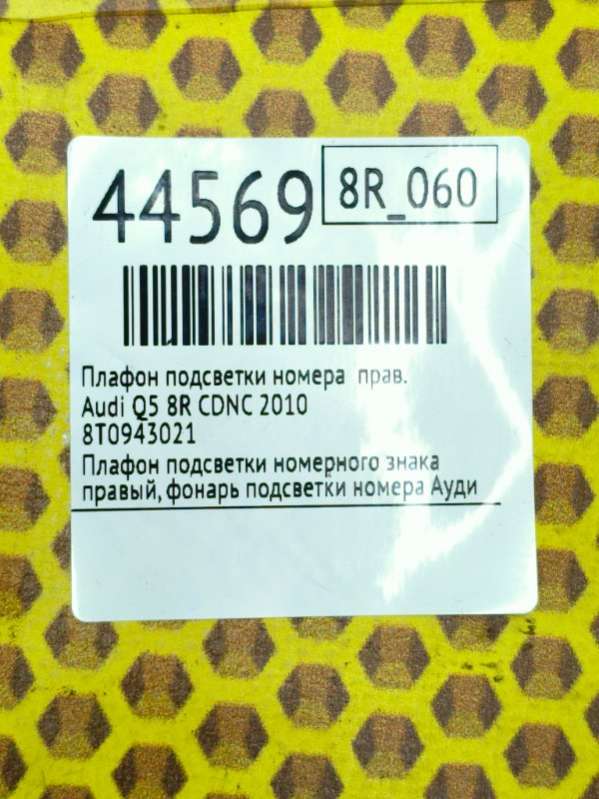 44569
8R_060
Плафон подсветки номера прав.
Audi Q5 8R CDNC 2010
8T0943021
Плафон подсветки номерного знака
правый, фонарь подсветки номера Ауди